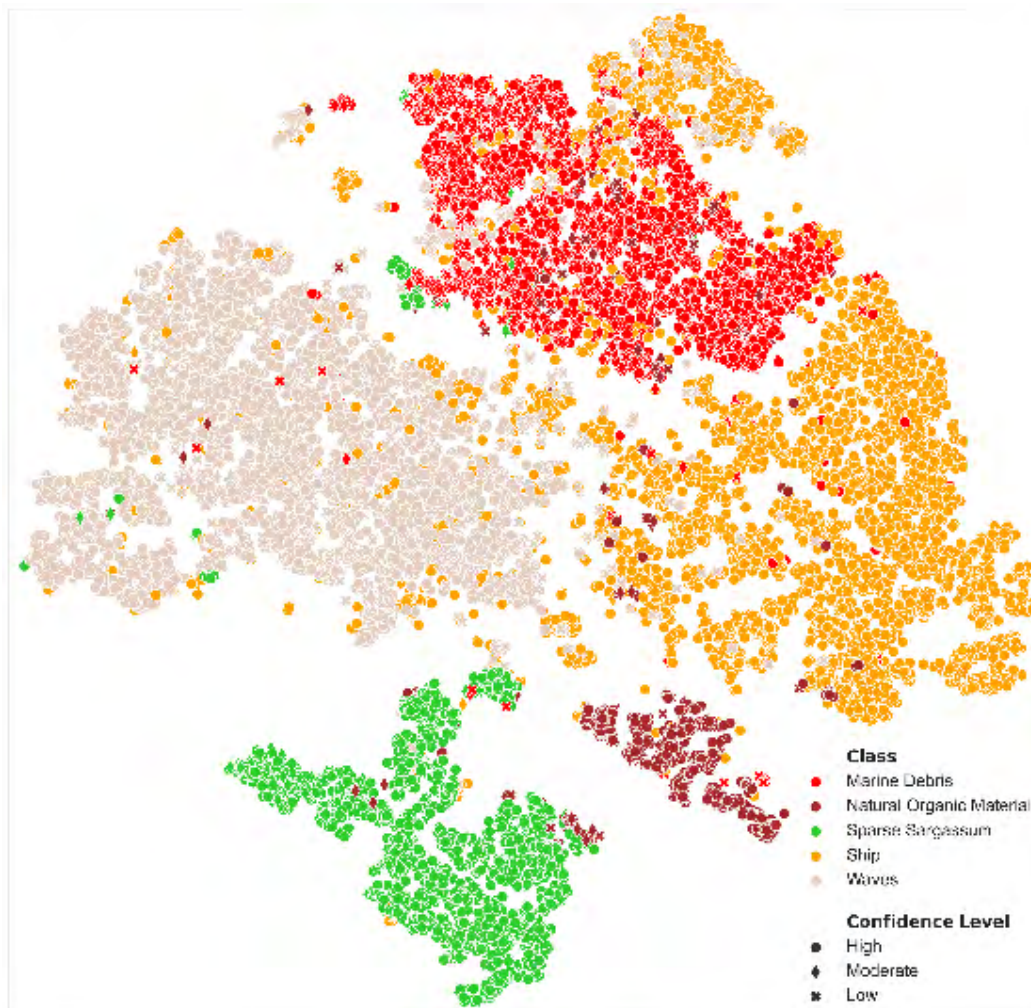 Class
Marine Debris
Natural Organic Material
Sparse Sargassum
Ship
Waves
Confidence Level
High
Moderate
Low